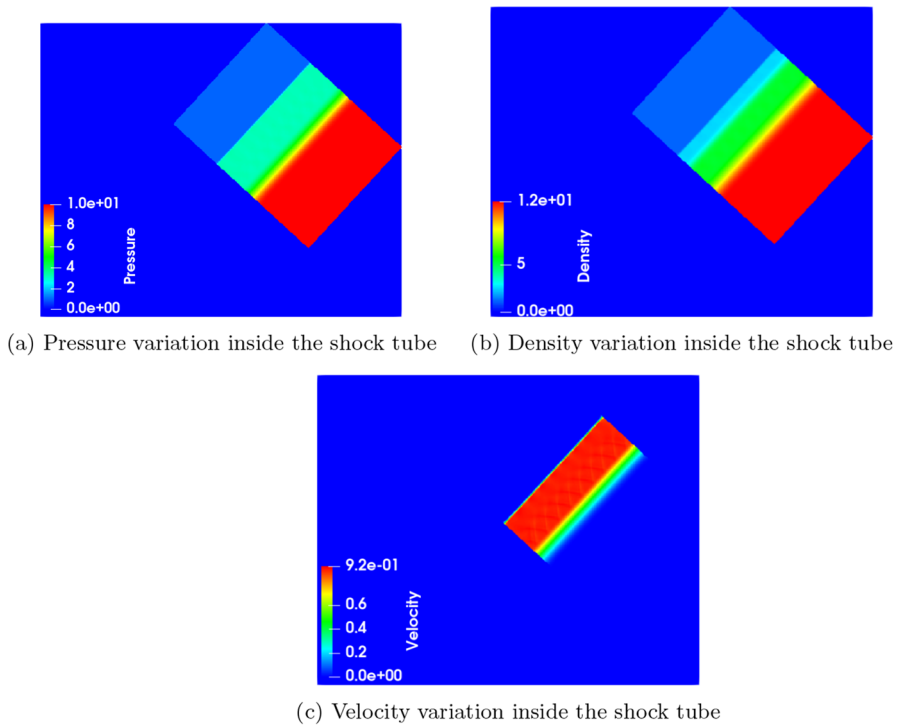 1.0e+01
8
6
4
2
0.0e+00
Pressure
1.2e+01
5
0.0e+00
Density
(a) Pressure variation inside the shock tube
(b) Density variation inside the shock tube
9.2e-01
0.6
0.4
0.2
0.0e+00
Velocity
(c) Velocity variation inside the shock tube